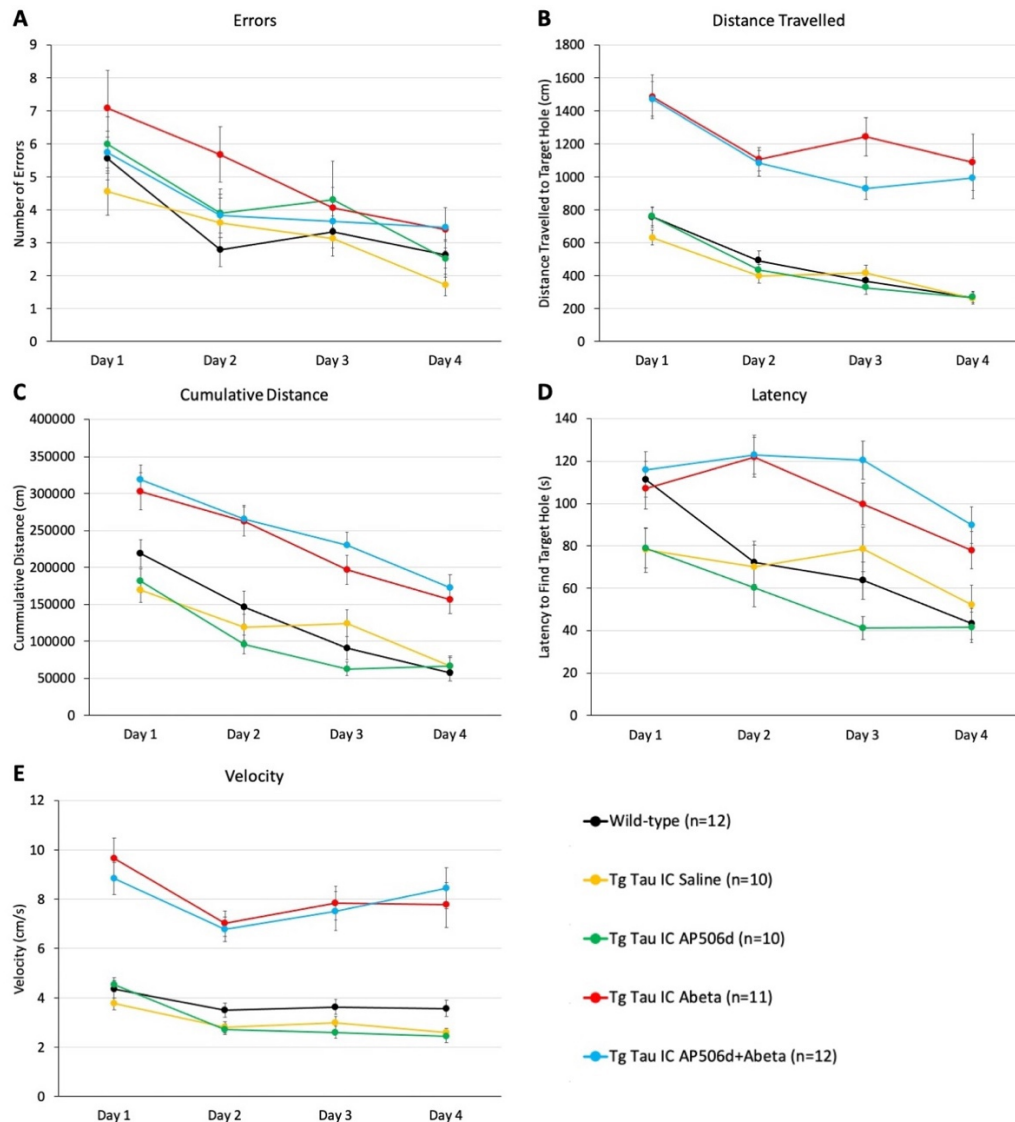 A
Errors
Number of Errors
9
8
7
6
5
4
3
2
1
0
Day 1 Day 2 Day 3 Day 4
B
Distance Travelled
Distance Travelled to Target Hole (cm)
1800
1600
1400
1200
1000
800
600
400
200
0
Day 1 Day 2 Day 3 Day 4
C
Cumulative Distance
Cummulative Distance (cm)
400000
350000
300000
250000
200000
150000
100000
50000
0
Day 1 Day 2 Day 3 Day 4
D
Latency
Latency to Find Target Hole (s)
140
120
100
80
60
40
20
0
Day 1 Day 2 Day 3 Day 4
E
Velocity
Velocity (cm/s)
12
10
8
6
4
2
0
Day 1 Day 2 Day 3 Day 4
Wild-type (n=12)
Tg Tau IC Saline (n=10)
Tg Tau IC AP506d (n=10)
Tg Tau IC Abeta (n=11)
Tg Tau IC AP506d+Abeta (n=12)